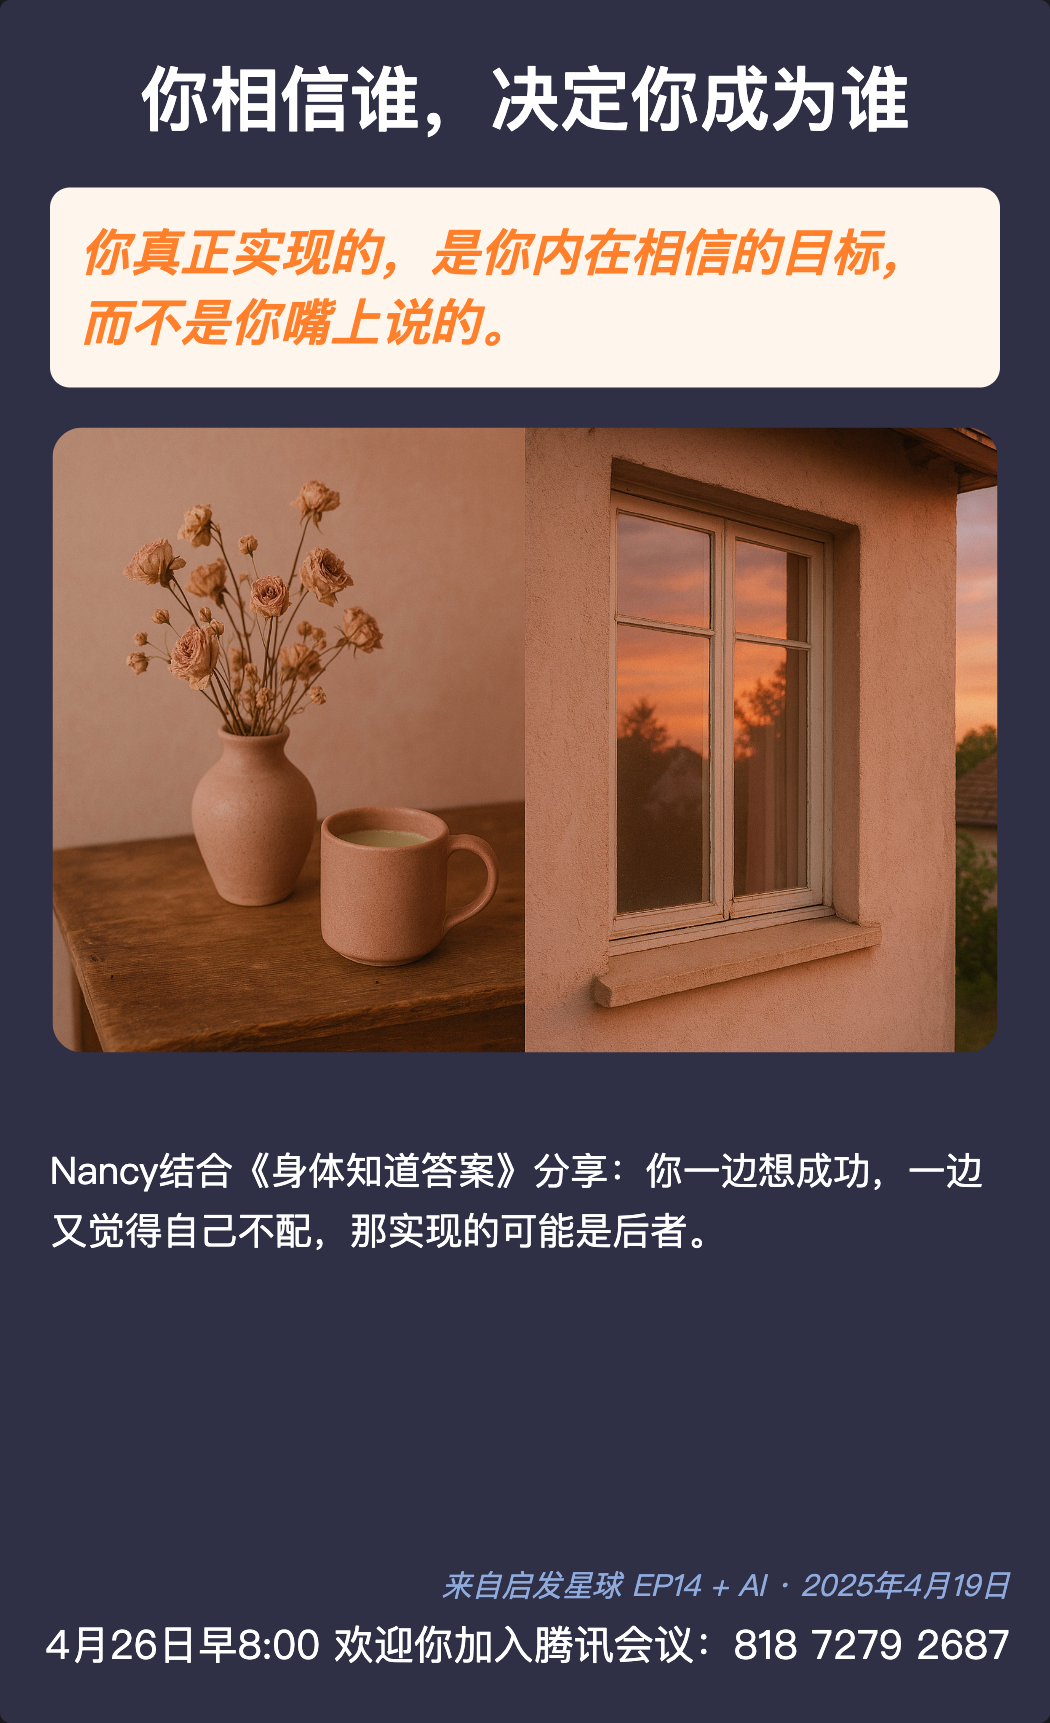 你相信谁，决定你成为谁
你真正实现的，是你内在相信的目标，
而不是你嘴上说的。
Nancy结合《身体知道答案》分享：你一边想成功，一边
又觉得自己不配，那实现的可能是后者。
来自启发星球 EP14 + AI · 2025年4月19日
4月26日早8:00 欢迎你加入腾讯会议：818 7279 2687